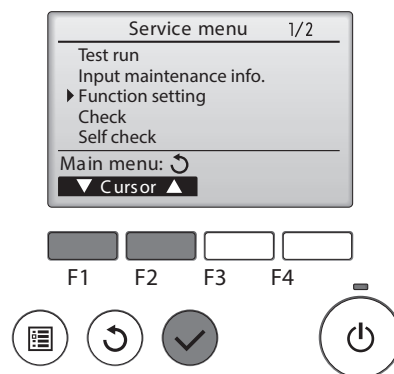 Service menu 1/2
Test run
Input maintenance info.
Function setting
Check
Self check
Main menu:
Cursor
F1 F2 F3 F4